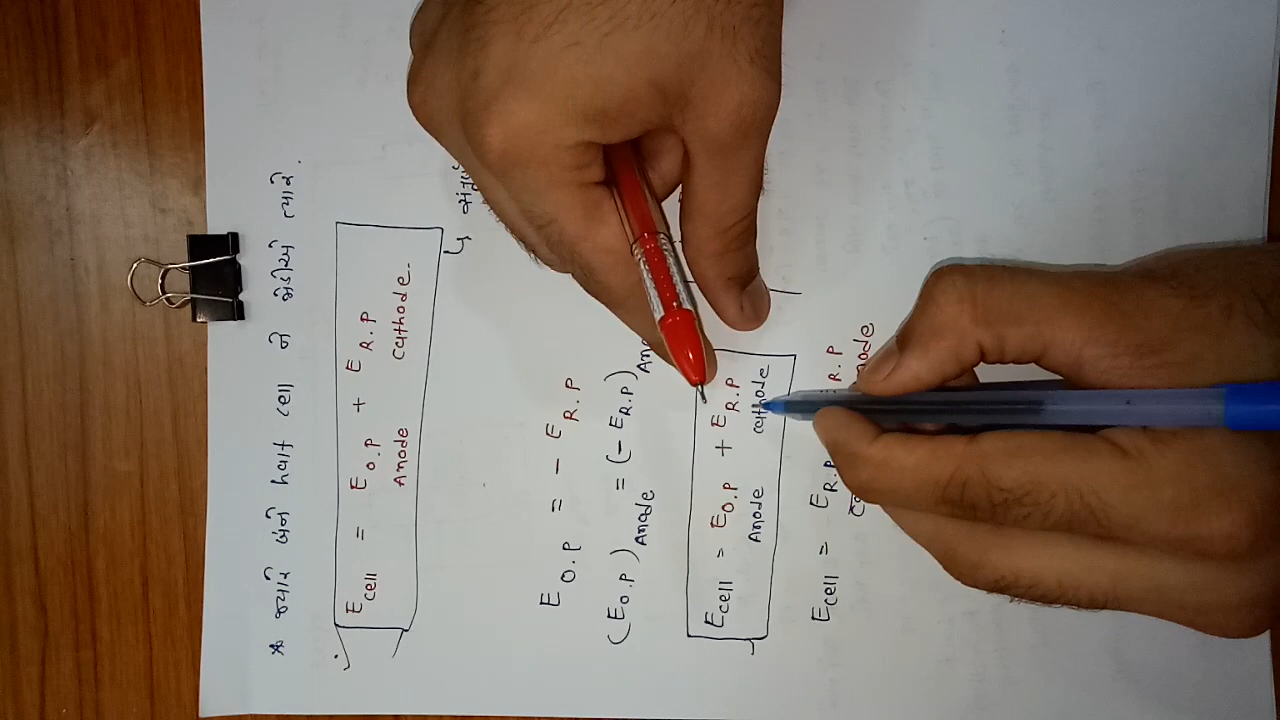 * જ્યારે બંને half cell ને જોડીએ ત્યારે.
Ecell = EO.P + ER.P
Anode Cathode.
EO.P = - ER.P
(EO.P)Anode = (- ER.P)
Ecell = EO.P + ER.P
Anode Cathode
Ecell = ER.P R.P